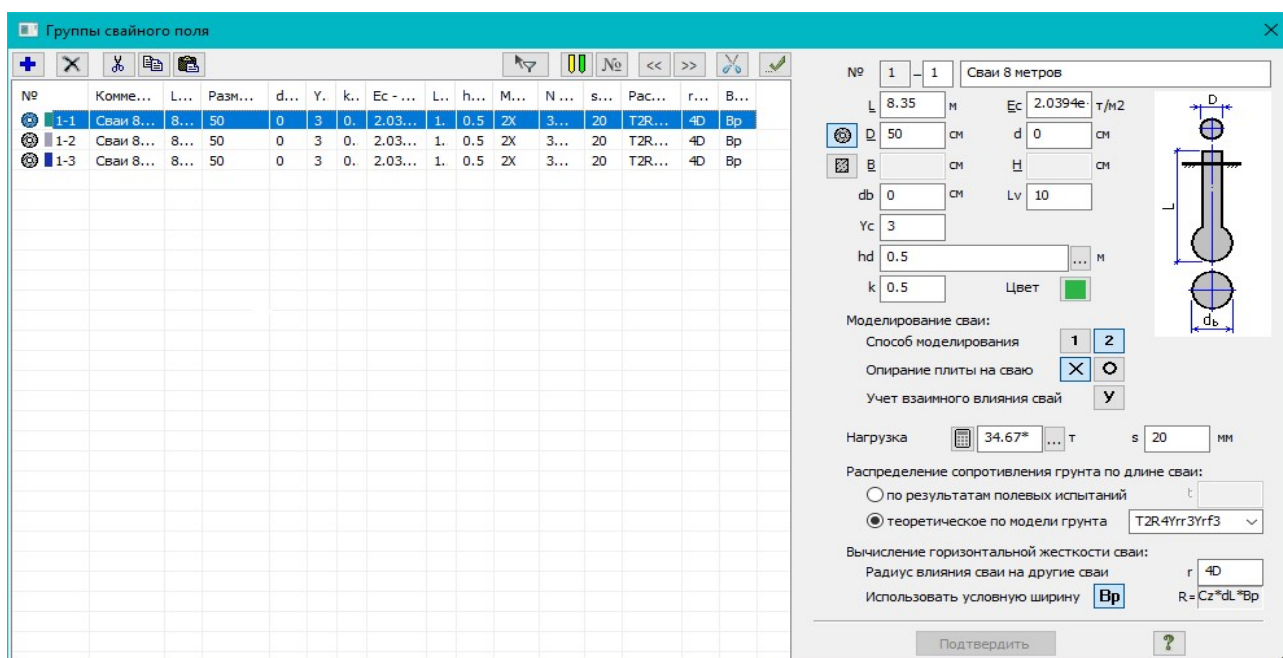 Группы свайного поля
№ << >>
№ Комме... L... Разм... d... Y. k.. Ec - ... L.. h... M... N ... s... Рас... r... B...
1-1 Сваи 8... 8... 50 0 3 0. 2.03... 1. 0.5 2X 3... 20 T2R... 4D Bp
1-2 Сваи 8... 8... 50 0 3 0. 2.03... 1. 0.5 2X 3... 20 T2R... 4D Bp
1-3 Сваи 8... 8... 50 0 3 0. 2.03... 1. 0.5 2X 3... 20 T2R... 4D Bp
№ 1 – 1 Сваи 8 метров
L 8.35 м Ec 2.0394e· т/м2
D 50 см d 0 см
B см H см
db 0 см Lv 10
Yc 3
hd 0.5 ... м
k 0.5 Цвет
D
L
db
Моделирование сваи:
Способ моделирования 1 2
Опирание плиты на сваю
Учет взаимного влияния свай У
Нагрузка 34.67* ... т s 20 мм
Распределение сопротивления грунта по длине сваи:
по результатам полевых испытаний t
теоретическое по модели грунта T2R4Yrr3Yrf3
Вычисление горизонтальной жесткости сваи:
Радиус влияния сваи на другие сваи r 4D
Использовать условную ширину Bp R= Cz*dL*Bp
Подтвердить ?